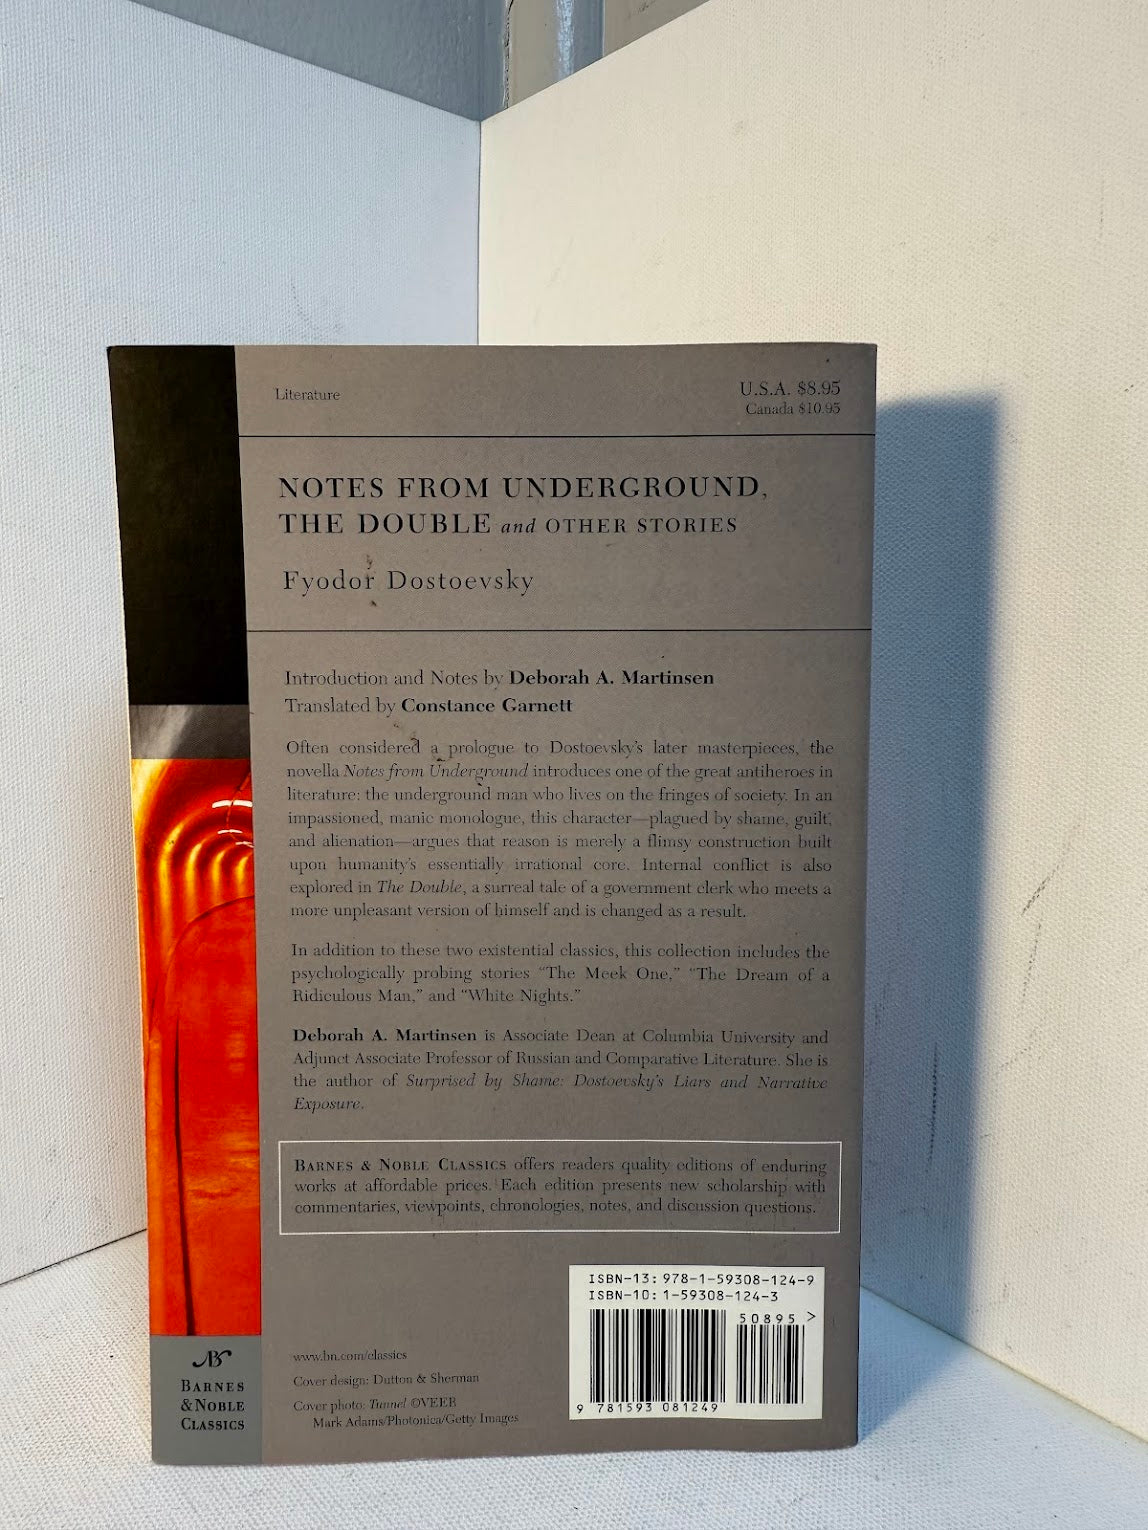 Literature
U.S.A. $8.95
Canada $10.95
NOTES FROM UNDERGROUND,
THE DOUBLE and OTHER STORIES
Fyodor Dostoevsky
Introduction and Notes by Deborah A. Martinsen
Translated by Constance Garnett
Often considered a prologue to Dostoevsky's later masterpieces, the
novella Notes from Underground introduces one of the great antiheroes in
literature: the underground man who lives on the fringes of society. In an
impassioned, manic monologue, this character—plagued by shame, guilt,
and alienation—argues that reason is merely a flimsy construction built
upon humanity's essentially irrational core. Internal conflict is also
explored in The Double, a surreal tale of a government clerk who meets a
more unpleasant version of himself and is changed as a result.
In addition to these two existential classics, this collection includes the
psychologically probing stories “The Meek One,” “The Dream of a
Ridiculous Man,” and “White Nights.”
Deborah A. Martinsen is Associate Dean at Columbia University and
Adjunct Associate Professor of Russian and Comparative Literature. She is
the author of Surprised by Shame: Dostoevsky's Liars and Narrative
Exposure.
BARNES & NOBLE CLASSICS offers readers quality editions of enduring
works at affordable prices. Each edition presents new scholarship with
commentaries, viewpoints, chronologies, notes, and discussion questions.
ISBN-13: 978-1-59308-124-9
ISBN-10: 1-59308-124-3
50895 >
9 781593 081249
www.bn.com/classics
Cover design: Dutton & Sherman
Cover photo: Tunnel ©VEER
Mark Adams/Photonica/Getty Images
BARNES
&NOBLE
CLASSICS